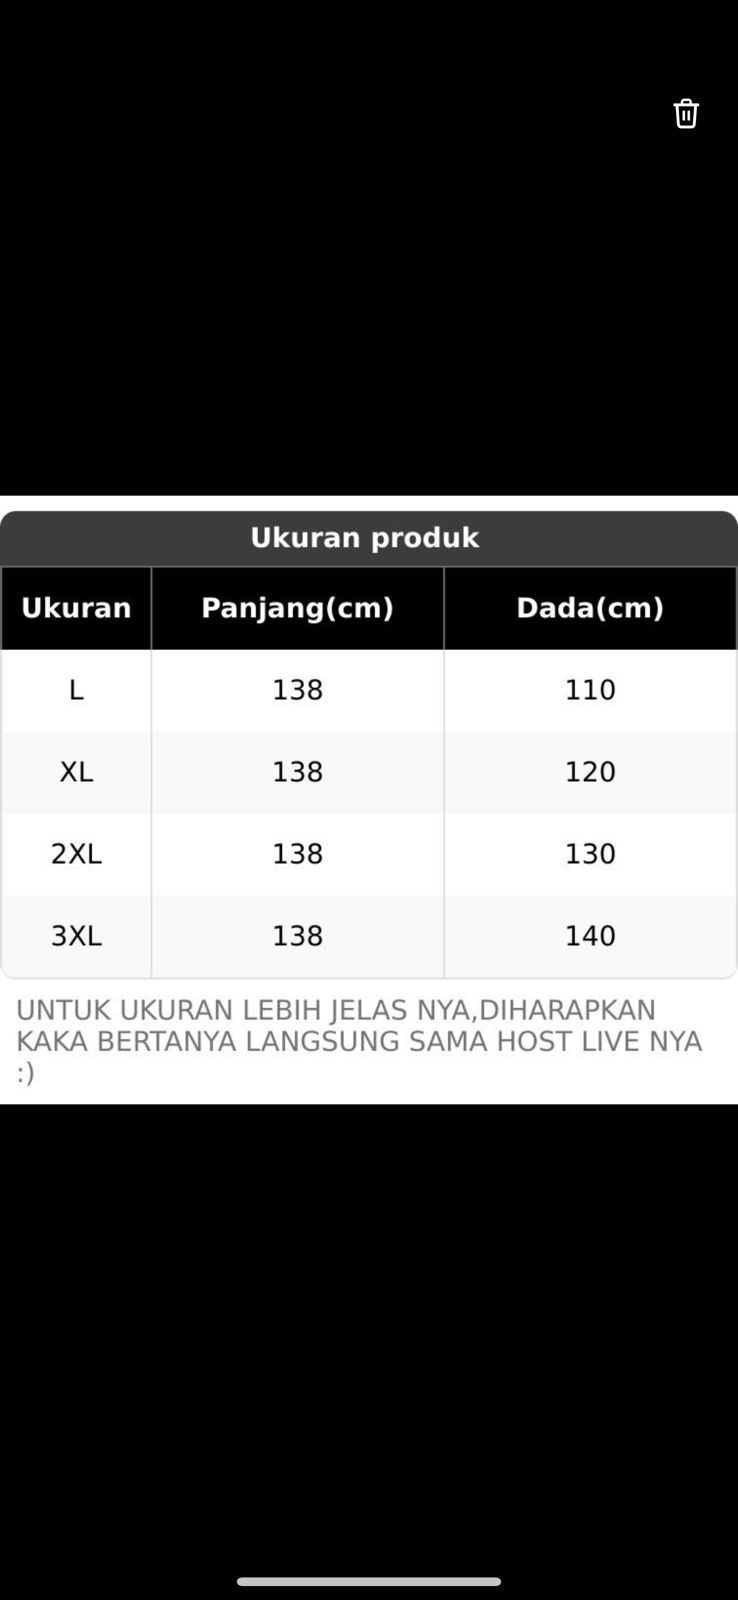 Ukuran produk
Ukuran Panjang(cm) Dada(cm)
L 138 110
XL 138 120
2XL 138 130
3XL 138 140
UNTUK UKURAN LEBIH JELAS NYA,DIHARAPKAN
KAKA BERTANYA LANGSUNG SAMA HOST LIVE NYA
:)